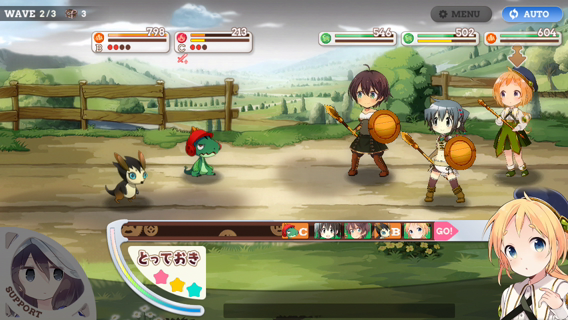 WAVE 2/3 3
MENU
AUTO
798
B
213
C
546
502
604
C
B
GO!
とっておき
SUPPORT